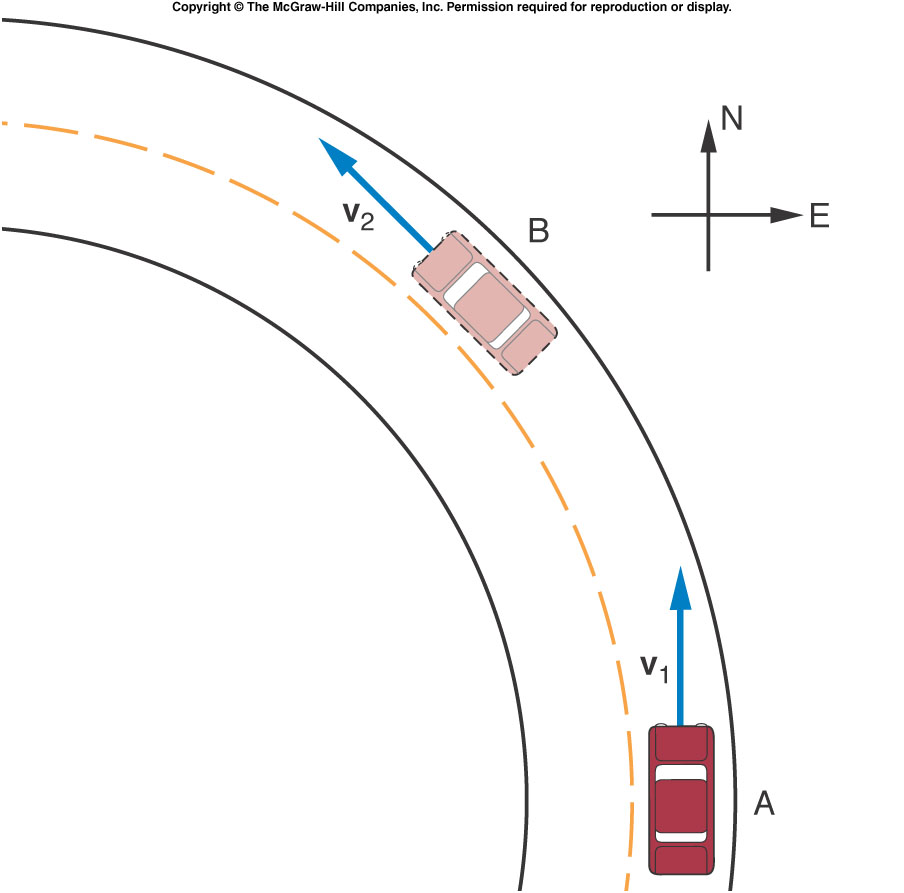 Copyright © The McGraw-Hill Companies, Inc. Permission required for reproduction or display.
N
E
B
v2
v1
A